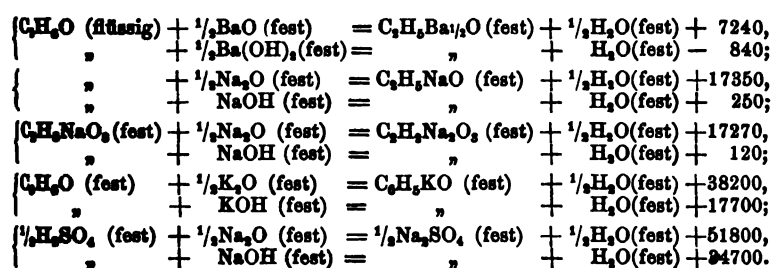 C₂H₆O (flüssig) + ¹/₂BaO (fest) = C₂H₅Ba₁/₂O (fest) + ¹/₂H₂O(fest) + 7240,
„ + ¹/₂Ba(OH)₂(fest) = „ + H₂O(fest) − 840;
„ + ¹/₂Na₂O (fest) = C₂H₅NaO (fest) + ¹/₂H₂O(fest) +17350,
„ + NaOH (fest) = „ + H₂O(fest) + 250;
C₂H₃NaO₃(fest) + ¹/₂Na₂O (fest) = C₂H₂Na₂O₃(fest) + ¹/₂H₂O(fest) +17270,
„ + NaOH (fest) = „ + H₂O(fest) + 120;
C₆H₆O (fest) + ¹/₂K₂O (fest) = C₆H₅KO (fest) + ¹/₂H₂O(fest) +38200,
„ + KOH (fest) = „ + H₂O(fest) +17700;
¹/₂H₂SO₄ (fest) + ¹/₂Na₂O (fest) = ¹/₂Na₂SO₄ (fest) + ¹/₂H₂O(fest) +51800,
„ + NaOH (fest) = „ + H₂O(fest) +34700.